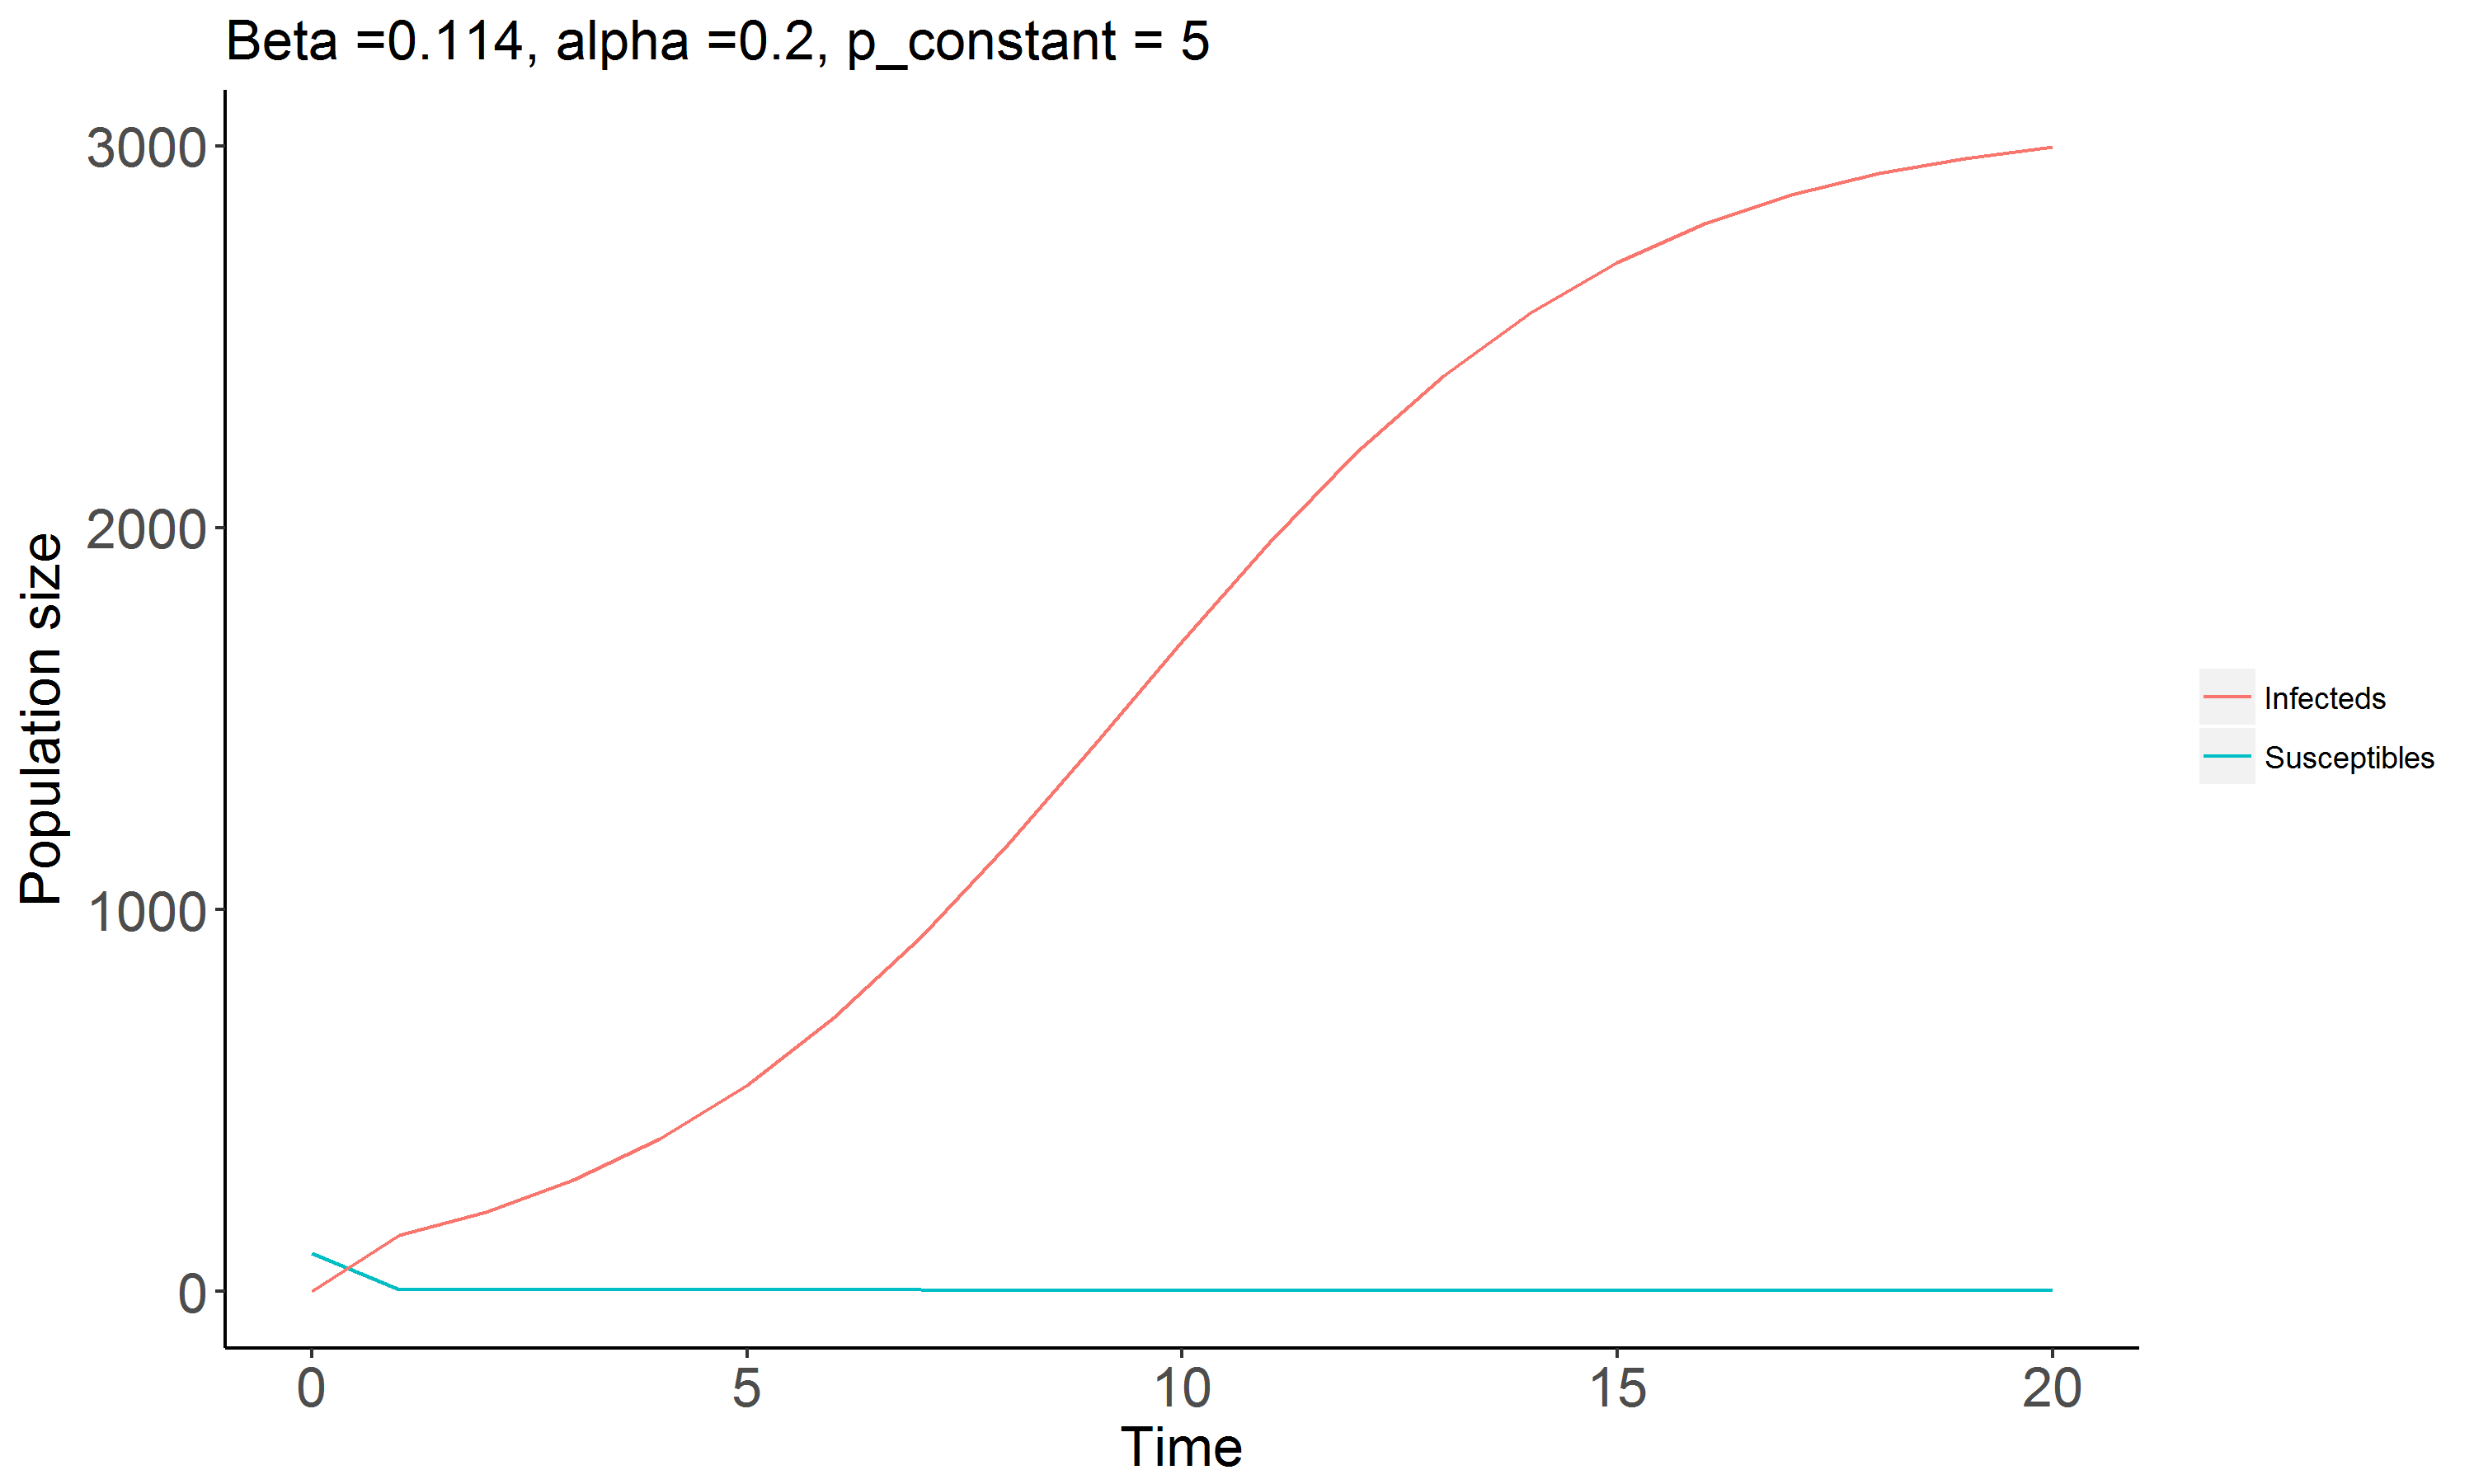 Beta =0.114, alpha =0.2, p_constant = 5
3000
2000
1000
0
Population size
0 5 10 15 20
Time
Infecteds
Susceptibles